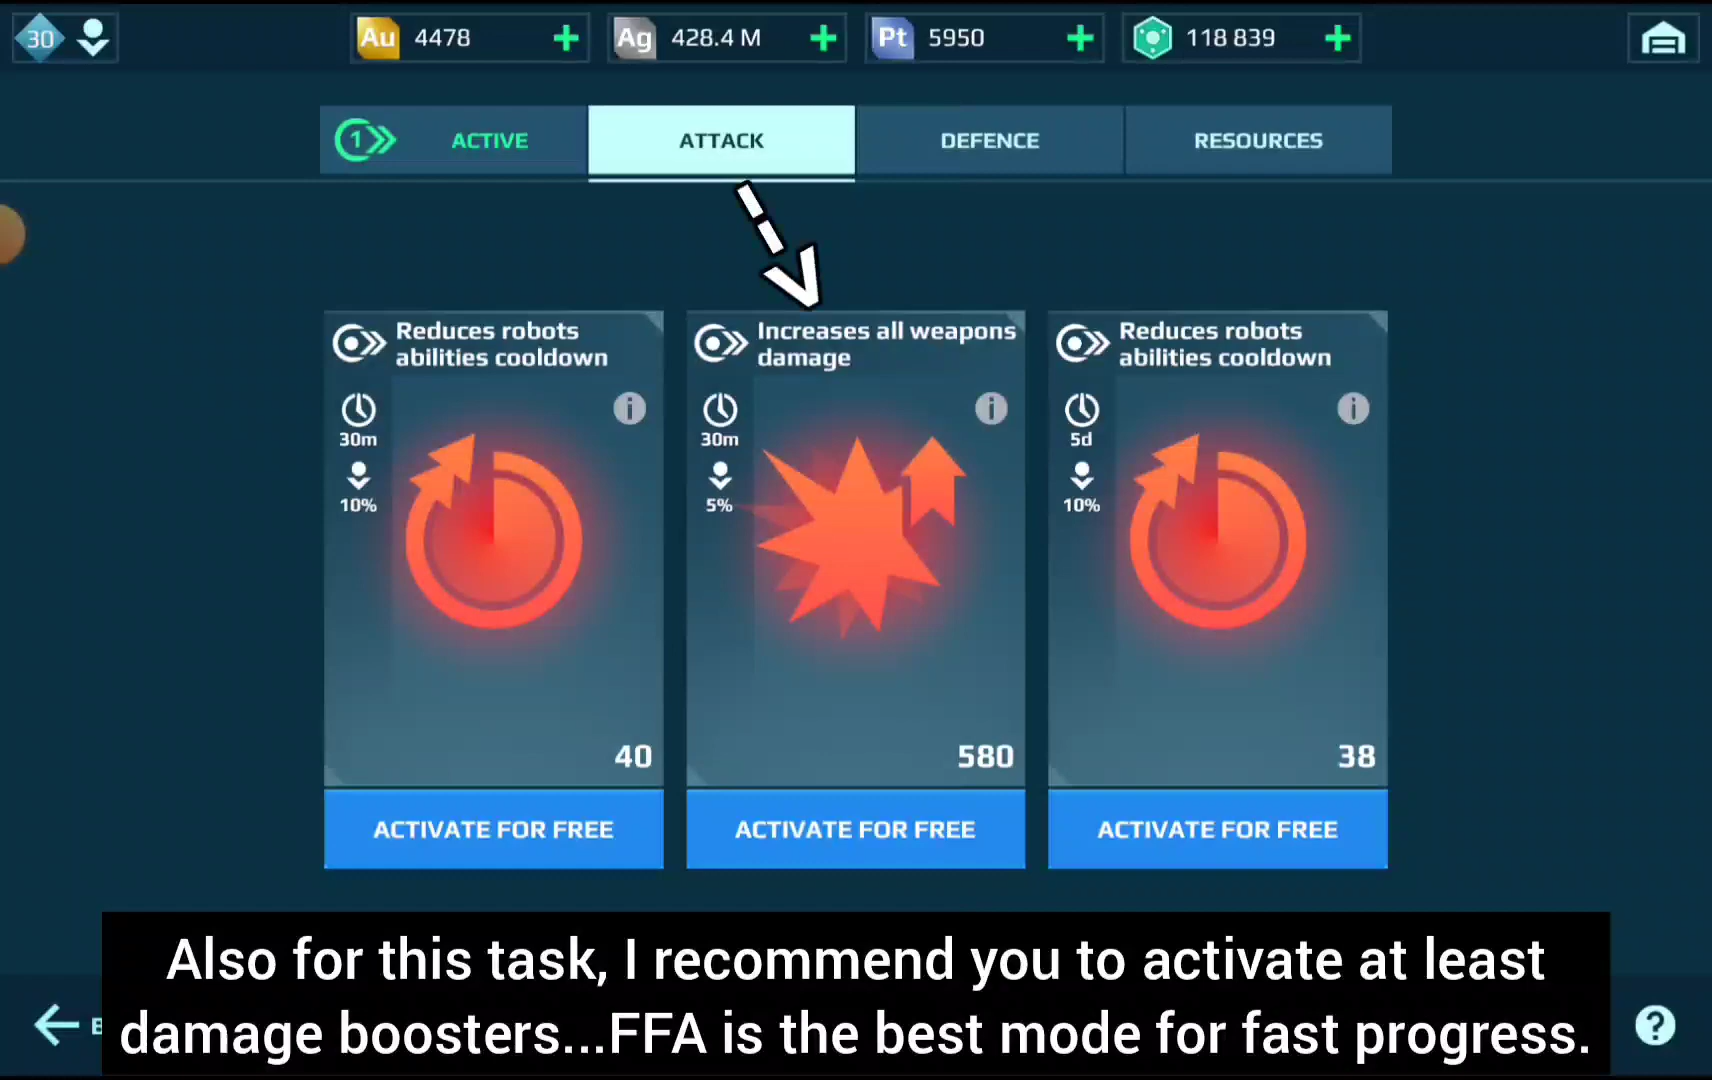 30
Au 4478
Ag 428.4 M
Pt 5950
118 839
1 ACTIVE
ATTACK
DEFENCE
RESOURCES
Reduces robots
abilities cooldown
30m
10%
40
ACTIVATE FOR FREE
Increases all weapons
damage
30m
5%
580
ACTIVATE FOR FREE
Reduces robots
abilities cooldown
5d
10%
38
ACTIVATE FOR FREE
Also for this task, I recommend you to activate at least
damage boosters...FFA is the best mode for fast progress.